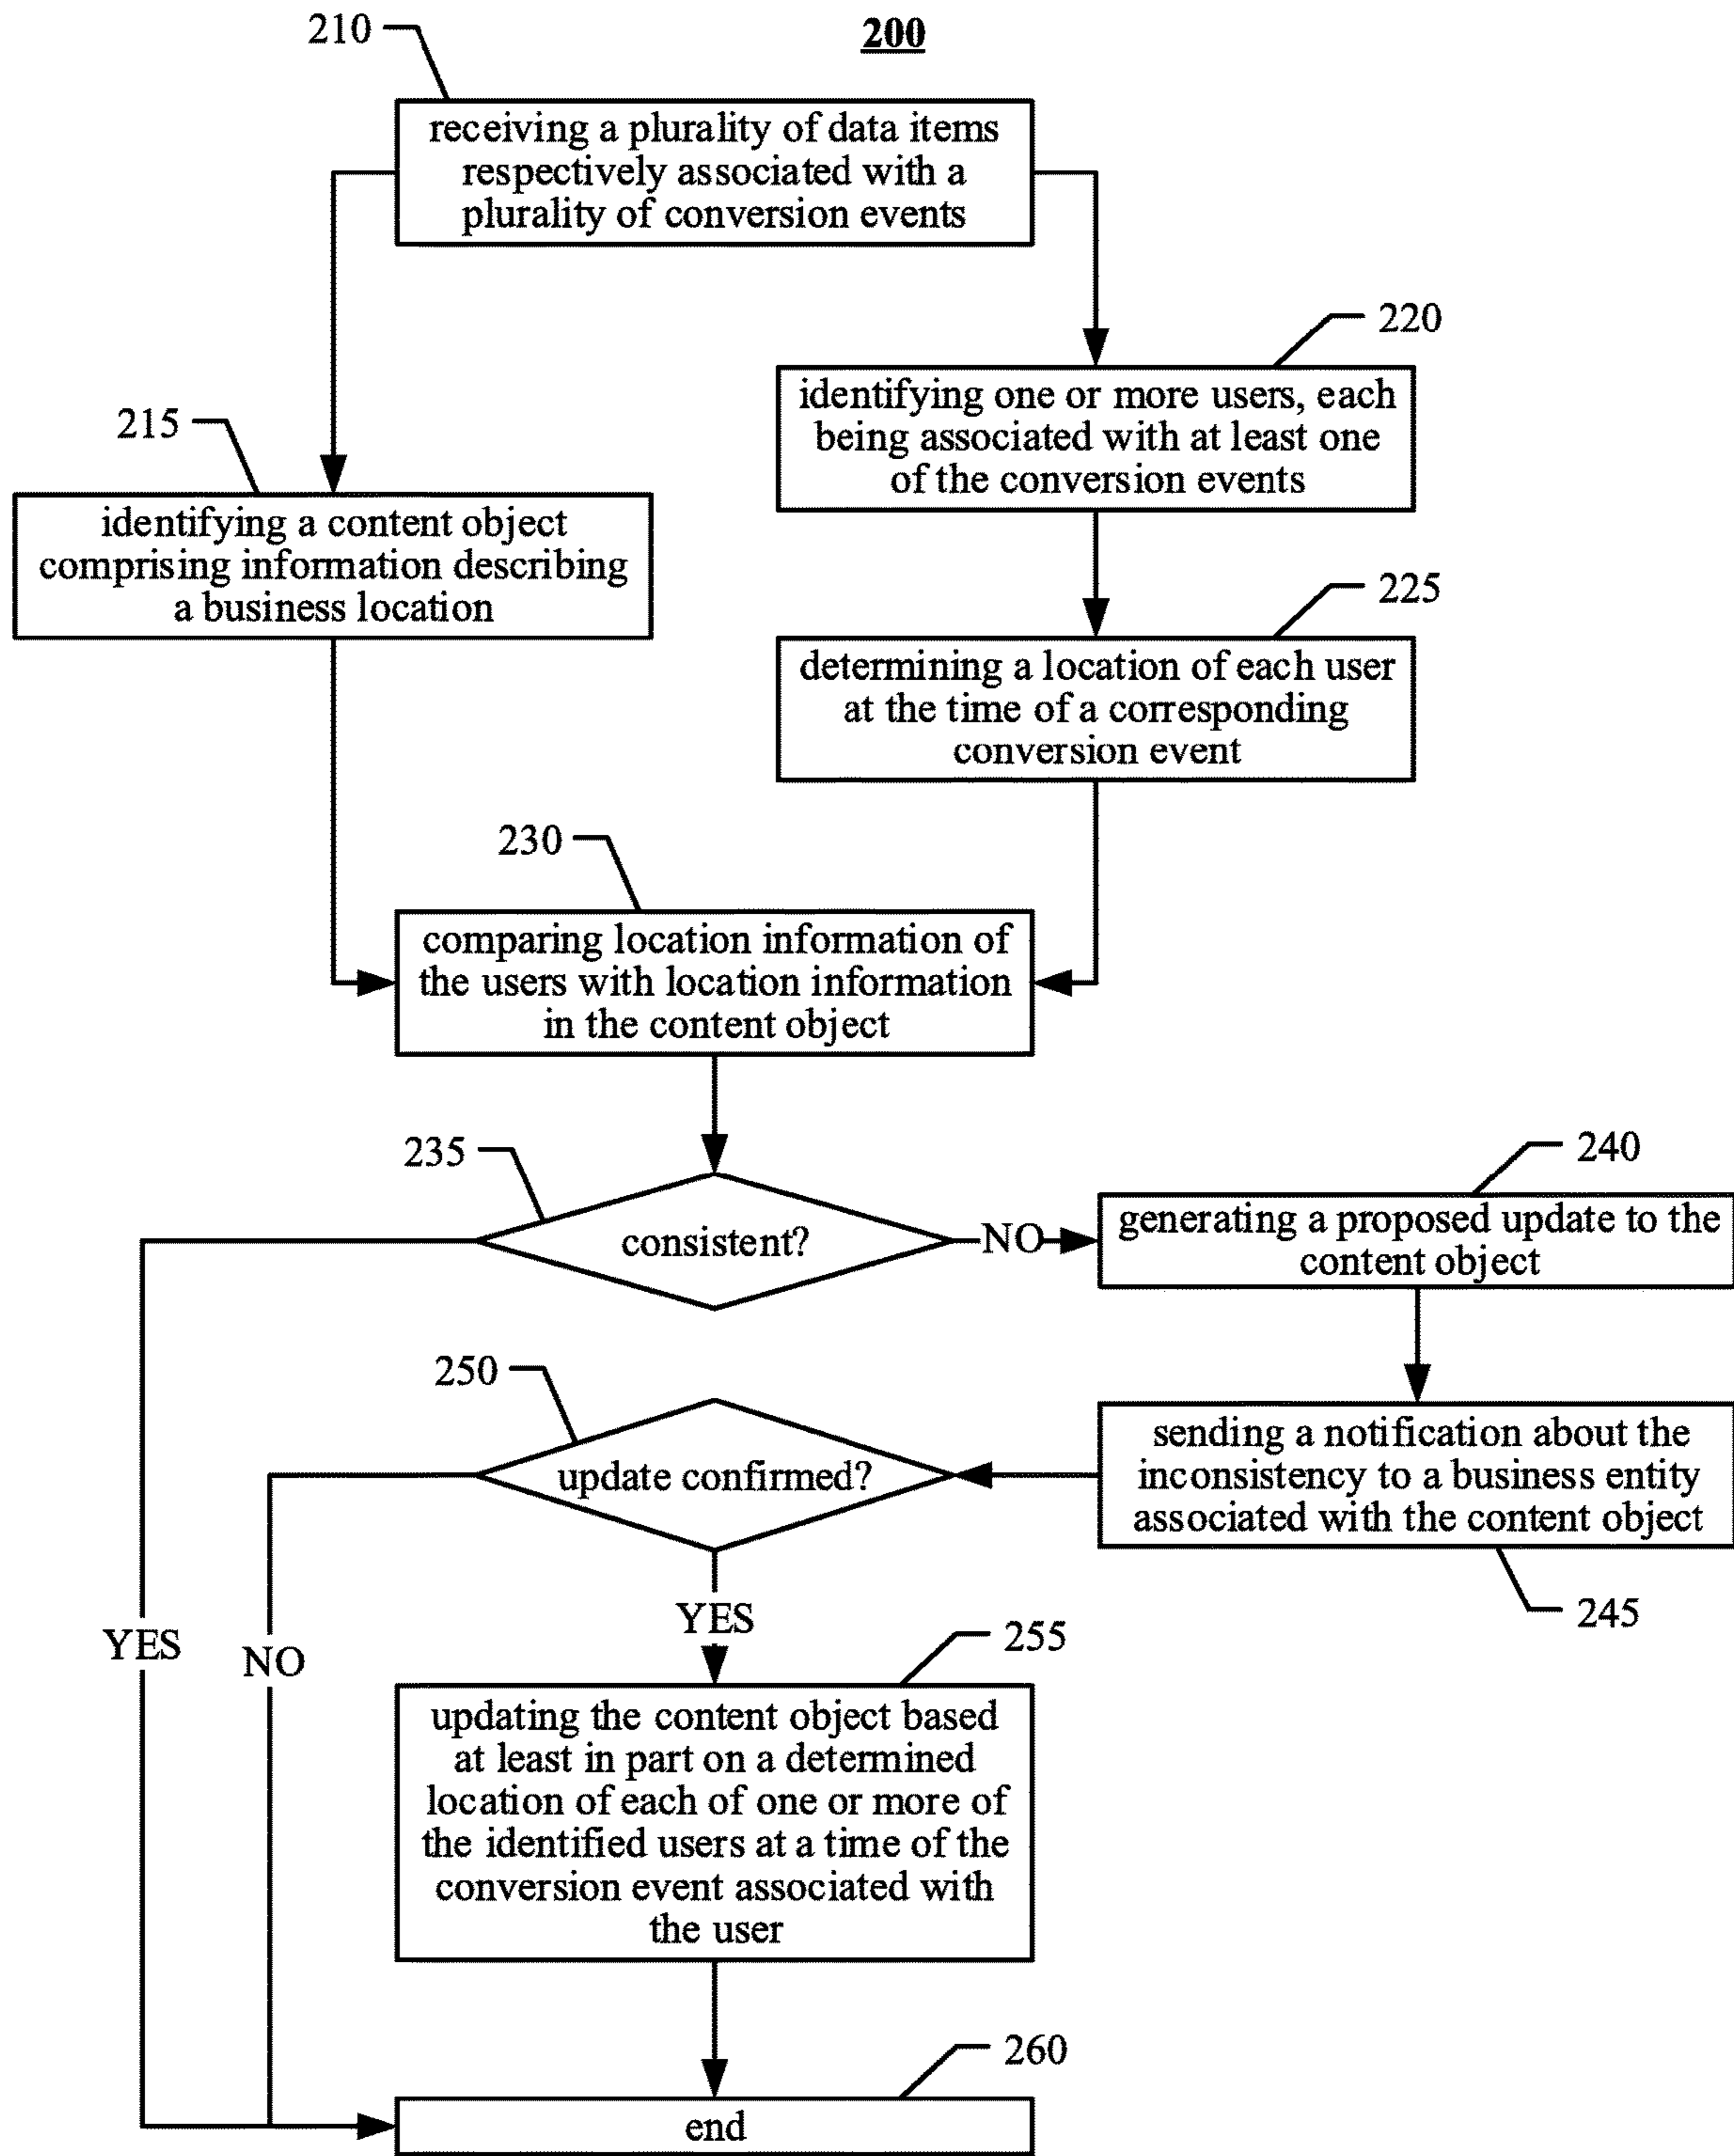 200
210
receiving a plurality of data items
respectively associated with a
plurality of conversion events
220
identifying one or more users, each
being associated with at least one
of the conversion events
215
identifying a content object
comprising information describing
a business location
225
determining a location of each user
at the time of a corresponding
conversion event
230
comparing location information of
the users with location information
in the content object
235
consistent?
NO
240
generating a proposed update to the
content object
250
update confirmed?
sending a notification about the
inconsistency to a business entity
associated with the content object
245
YES
NO
YES
255
updating the content object based
at least in part on a determined
location of each of one or more of
the identified users at a time of the
conversion event associated with
the user
260
end